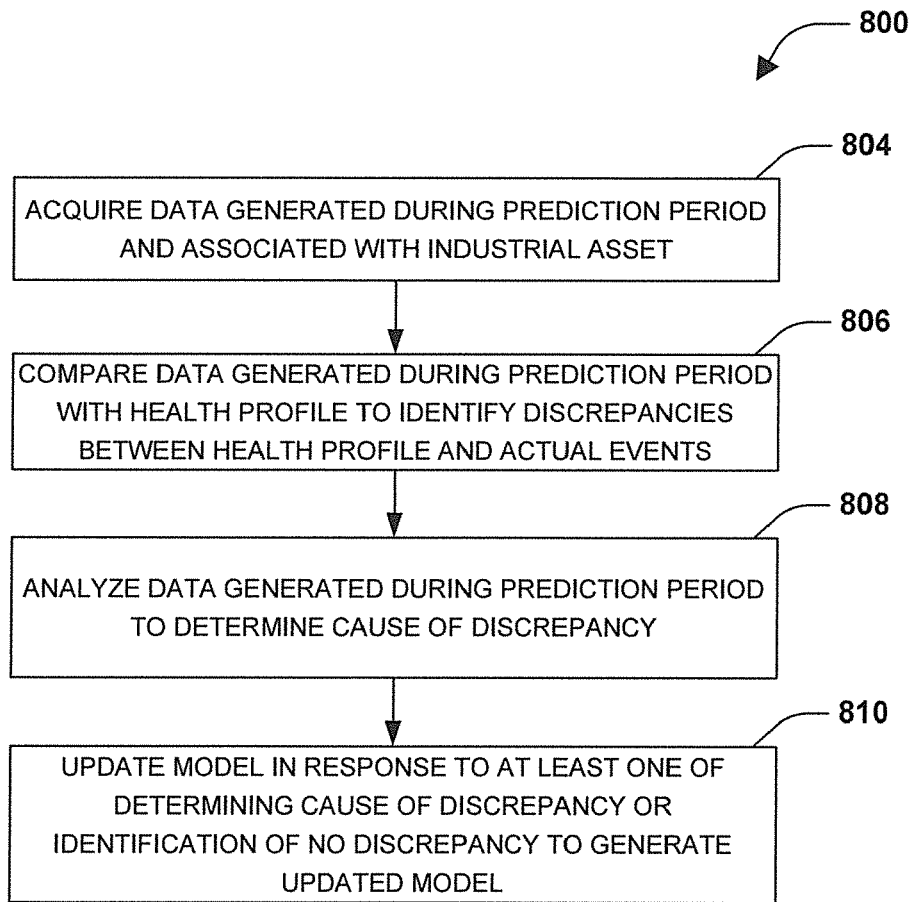 800
804
ACQUIRE DATA GENERATED DURING PREDICTION PERIOD
AND ASSOCIATED WITH INDUSTRIAL ASSET
806
COMPARE DATA GENERATED DURING PREDICTION PERIOD
WITH HEALTH PROFILE TO IDENTIFY DISCREPANCIES
BETWEEN HEALTH PROFILE AND ACTUAL EVENTS
808
ANALYZE DATA GENERATED DURING PREDICTION PERIOD
TO DETERMINE CAUSE OF DISCREPANCY
810
UPDATE MODEL IN RESPONSE TO AT LEAST ONE OF
DETERMINING CAUSE OF DISCREPANCY OR
IDENTIFICATION OF NO DISCREPANCY TO GENERATE
UPDATED MODEL